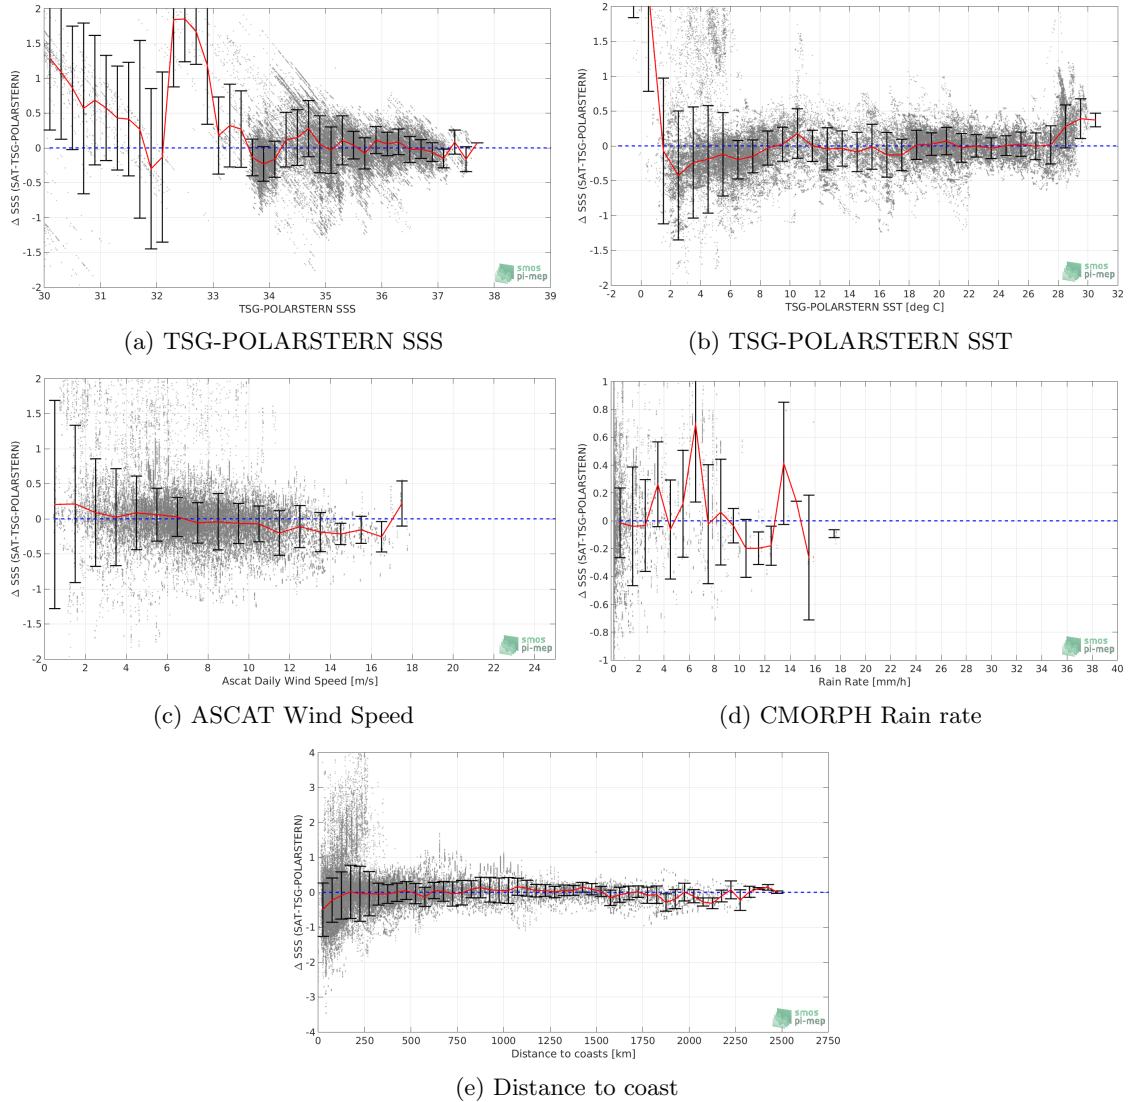 2
1.5
1
0.5
0
-0.5
-1
-1.5
-2
Δ SSS (SAT-TSG-POLARSTERN)
30 31 32 33 34 35 36 37 38 39
TSG-POLARSTERN SSS
smos
pi-mep
(a) TSG-POLARSTERN SSS
2
1.5
1
0.5
0
-0.5
-1
-1.5
-2
Δ SSS (SAT-TSG-POLARSTERN)
-2 0 2 4 6 8 10 12 14 16 18 20 22 24 26 28 30 32
TSG-POLARSTERN SST [deg C]
smos
pi-mep
(b) TSG-POLARSTERN SST
2
1.5
1
0.5
0
-0.5
-1
-1.5
-2
Δ SSS (SAT-TSG-POLARSTERN)
0 2 4 6 8 10 12 14 16 18 20 22 24
Ascat Daily Wind Speed [m/s]
smos
pi-mep
(c) ASCAT Wind Speed
1
0.8
0.6
0.4
0.2
0
-0.2
-0.4
-0.6
-0.8
-1
Δ SSS (SAT-TSG-POLARSTERN)
0 2 4 6 8 10 12 14 16 18 20 22 24 26 28 30 32 34 36 38 40
Rain Rate [mm/h]
smos
pi-mep
(d) CMORPH Rain rate
4
3
2
1
0
-1
-2
-3
-4
Δ SSS (SAT-TSG-POLARSTERN)
0 250 500 750 1000 1250 1500 1750 2000 2250 2500 2750
Distance to coasts [km]
smos
pi-mep
(e) Distance to coast